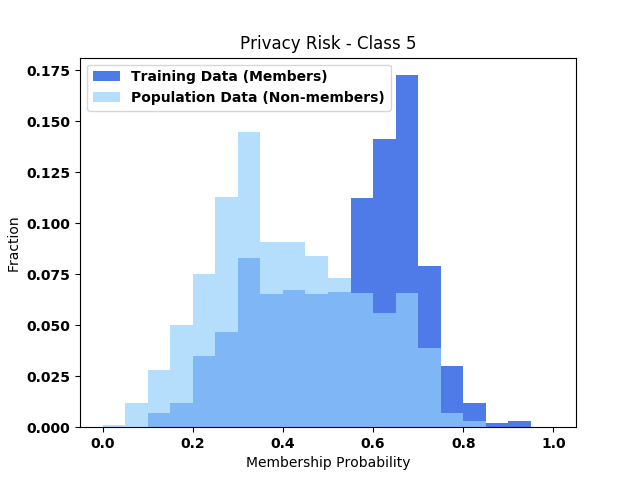 Privacy Risk - Class 5
Training Data (Members)
Population Data (Non-members)
Fraction
0.175
0.150
0.125
0.100
0.075
0.050
0.025
0.000
0.0 0.2 0.4 0.6 0.8 1.0
Membership Probability